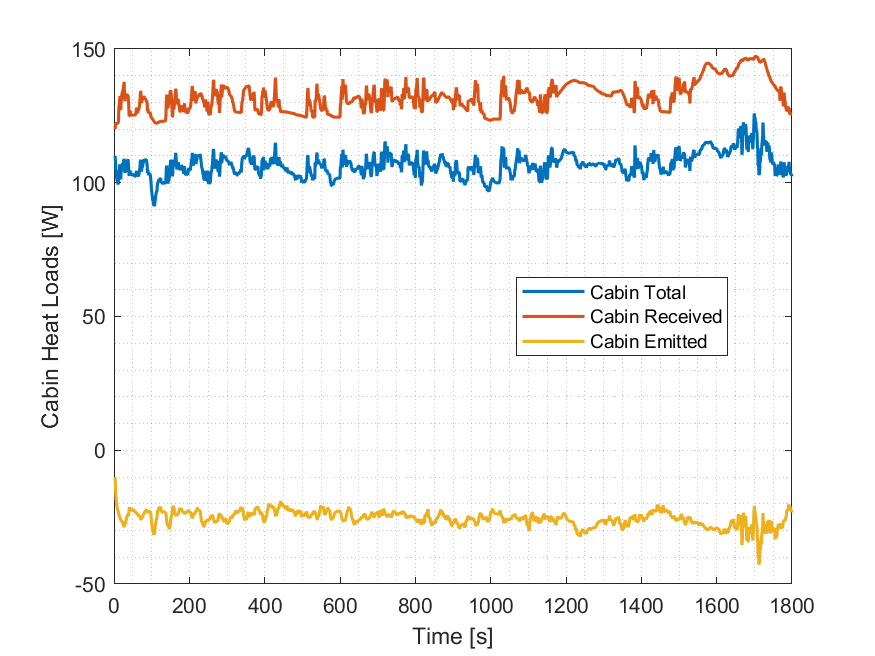 150
100
50
0
-50
Cabin Heat Loads [W]
Cabin Total
Cabin Received
Cabin Emitted
0 200 400 600 800 1000 1200 1400 1600 1800
Time [s]